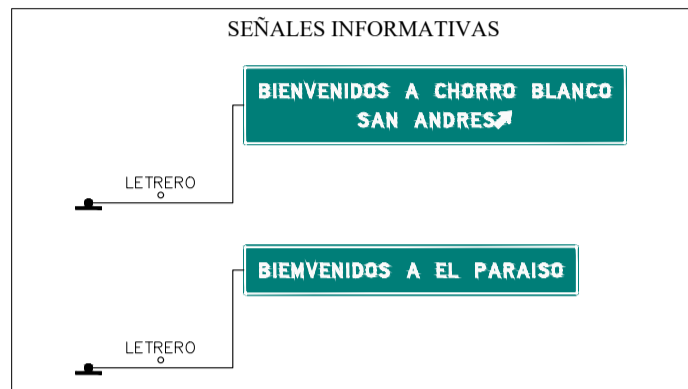 SEÑALES INFORMATIVAS
BIENVENIDOS A CHORRO BLANCO
SAN ANDRES
LETRERO
BIEMVENIDOS A EL PARAISO
LETRERO